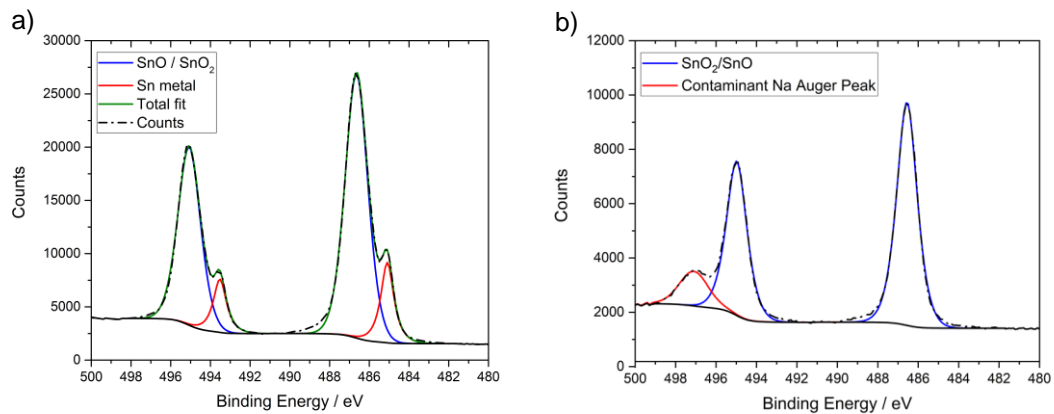 a)
30000
25000
20000
15000
10000
5000
0
Counts
SnO / SnO2
Sn metal
Total fit
Counts
500 498 496 494 492 490 488 486 484 482 480
Binding Energy / eV
b)
12000
10000
8000
6000
4000
2000
0
Counts
SnO2/SnO
Contaminant Na Auger Peak
500 498 496 494 492 490 488 486 484 482 480
Binding Energy / eV